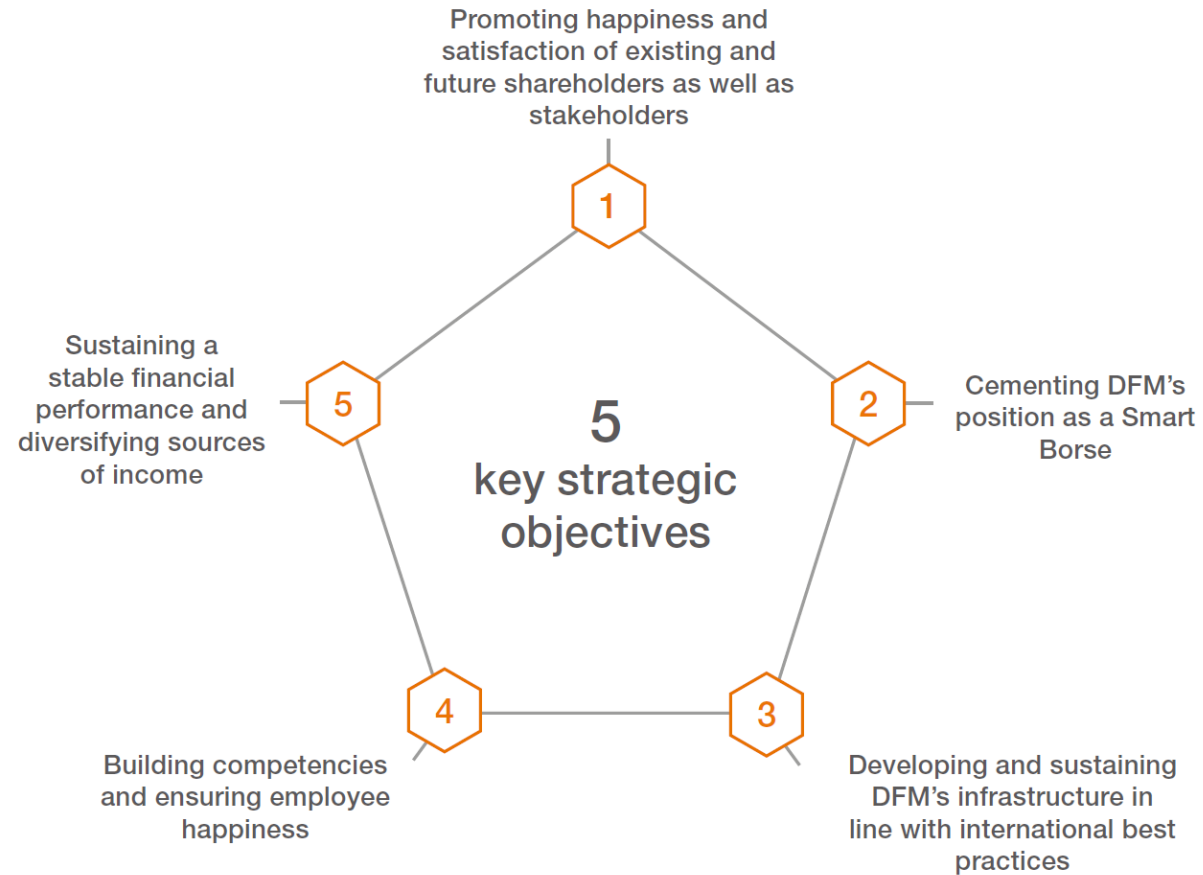 Promoting happiness and
satisfaction of existing and
future shareholders as well as
stakeholders
1
2
Cementing DFM's
position as a Smart
Borse
3
Developing and sustaining
DFM's infrastructure in
line with international best
practices
4
Building competencies
and ensuring employee
happiness
5
Sustaining a
stable financial
performance and
diversifying sources
of income
5
key strategic
objectives